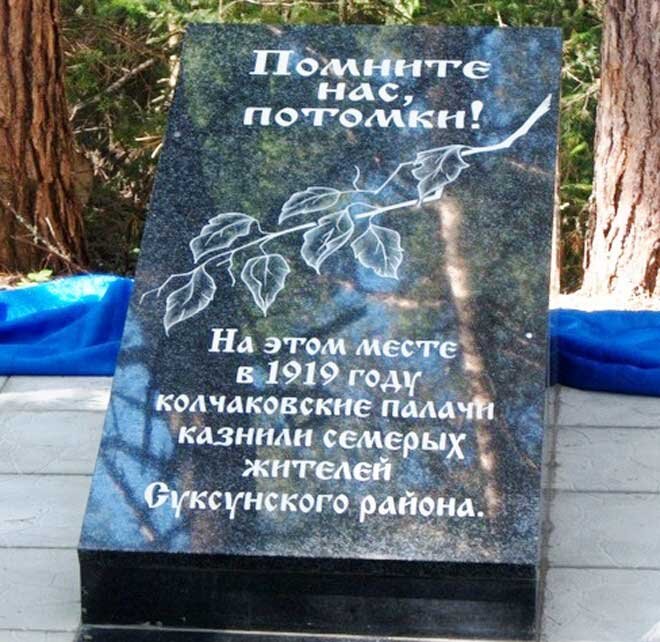 Помните
нас,
потомки!
На этом месте
в 1919 году
колчаковские палачи
казнили семерых
жителей
Суксунского района.